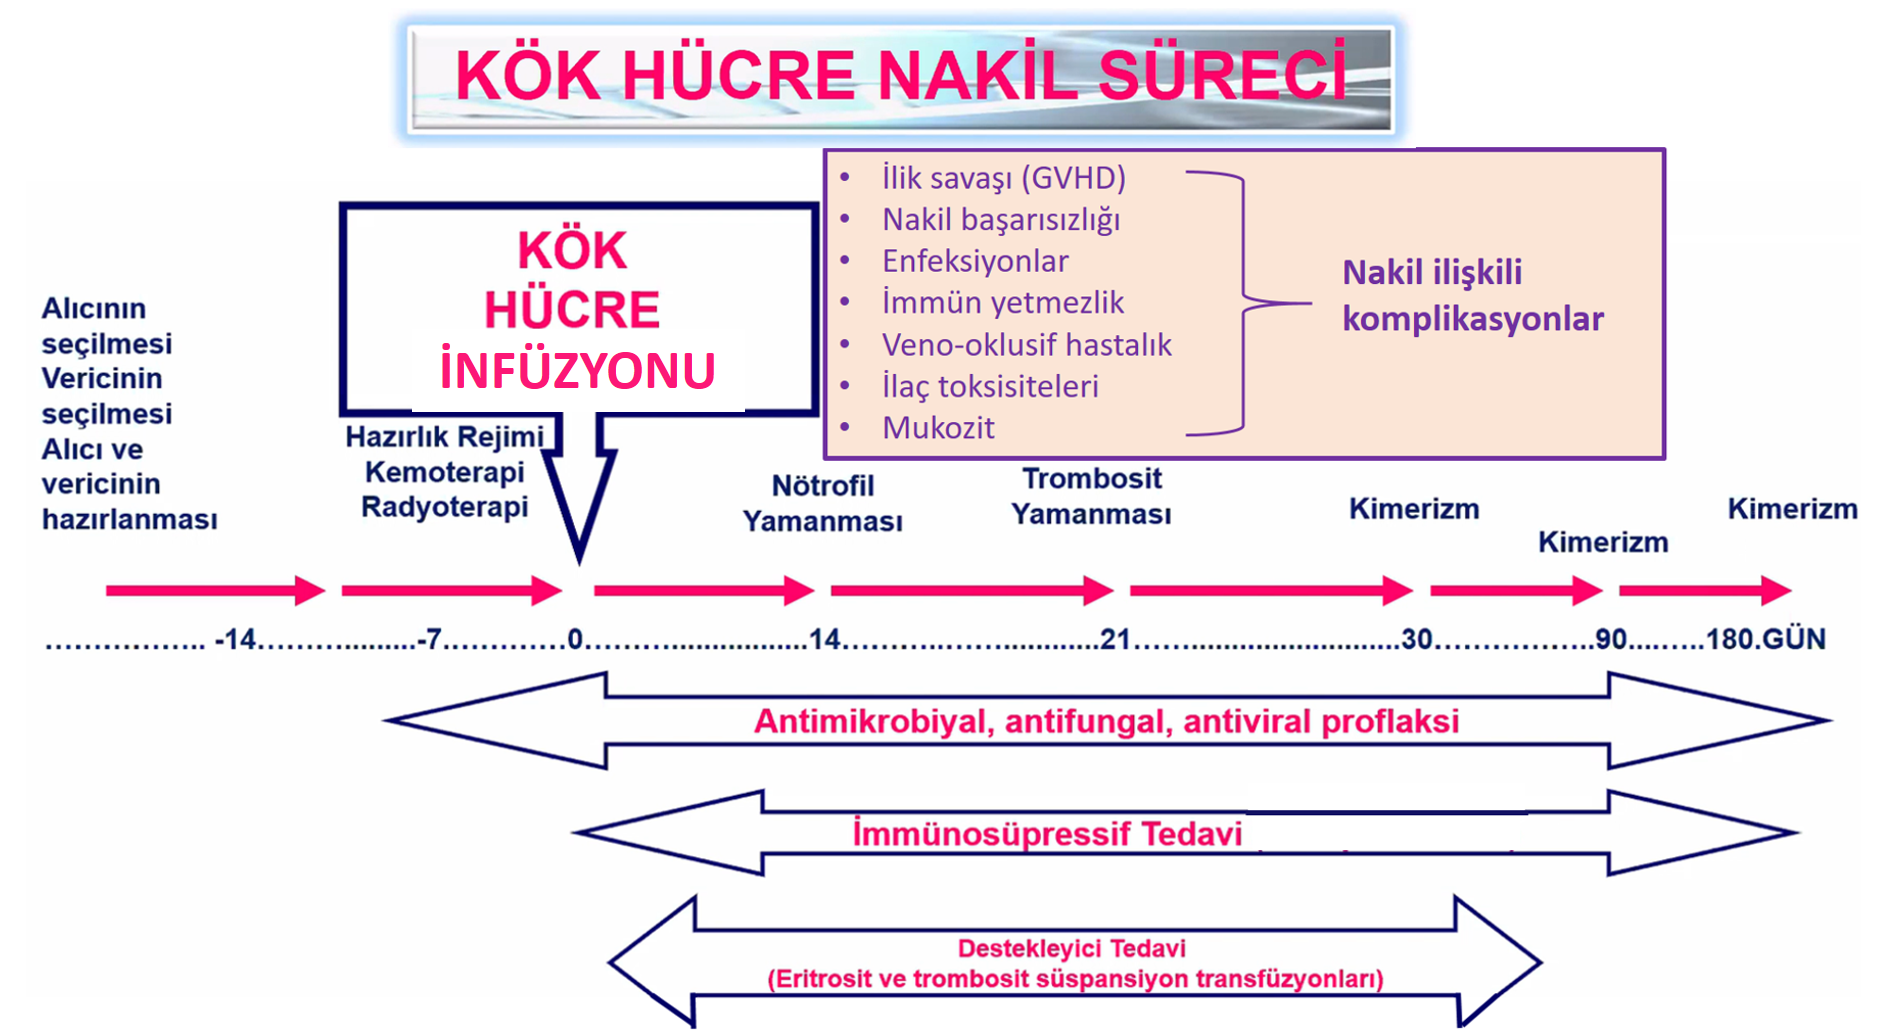 KÖK HÜCRE NAKİL SÜRECİ
• İlik savaşı (GVHD)
• Nakil başarısızlığı
• Enfeksiyonlar
• İmmün yetmezlik
• Veno-oklusif hastalık
• İlaç toksisiteleri
• Mukozit
Nakil ilişkili
komplikasyonlar
KÖK
HÜCRE
İNFÜZYONU
Alıcının
seçilmesi
Vericinin
seçilmesi
Alıcı ve
vericinin
hazırlanması
Hazırlık Rejimi
Kemoterapi
Radyoterapi
Nötrofil
Yamanması
Trombosit
Yamanması
Kimerizm
Kimerizm
Kimerizm
……………….. -14……….........-7…………0……................14……….…............21……..........................30……………..90....…..180.GÜN
Antimikrobiyal, antifungal, antiviral proflaksi
İmmünosüpressif Tedavi
Destekleyici Tedavi
(Eritrosit ve trombosit süspansiyon transfüzyonları)